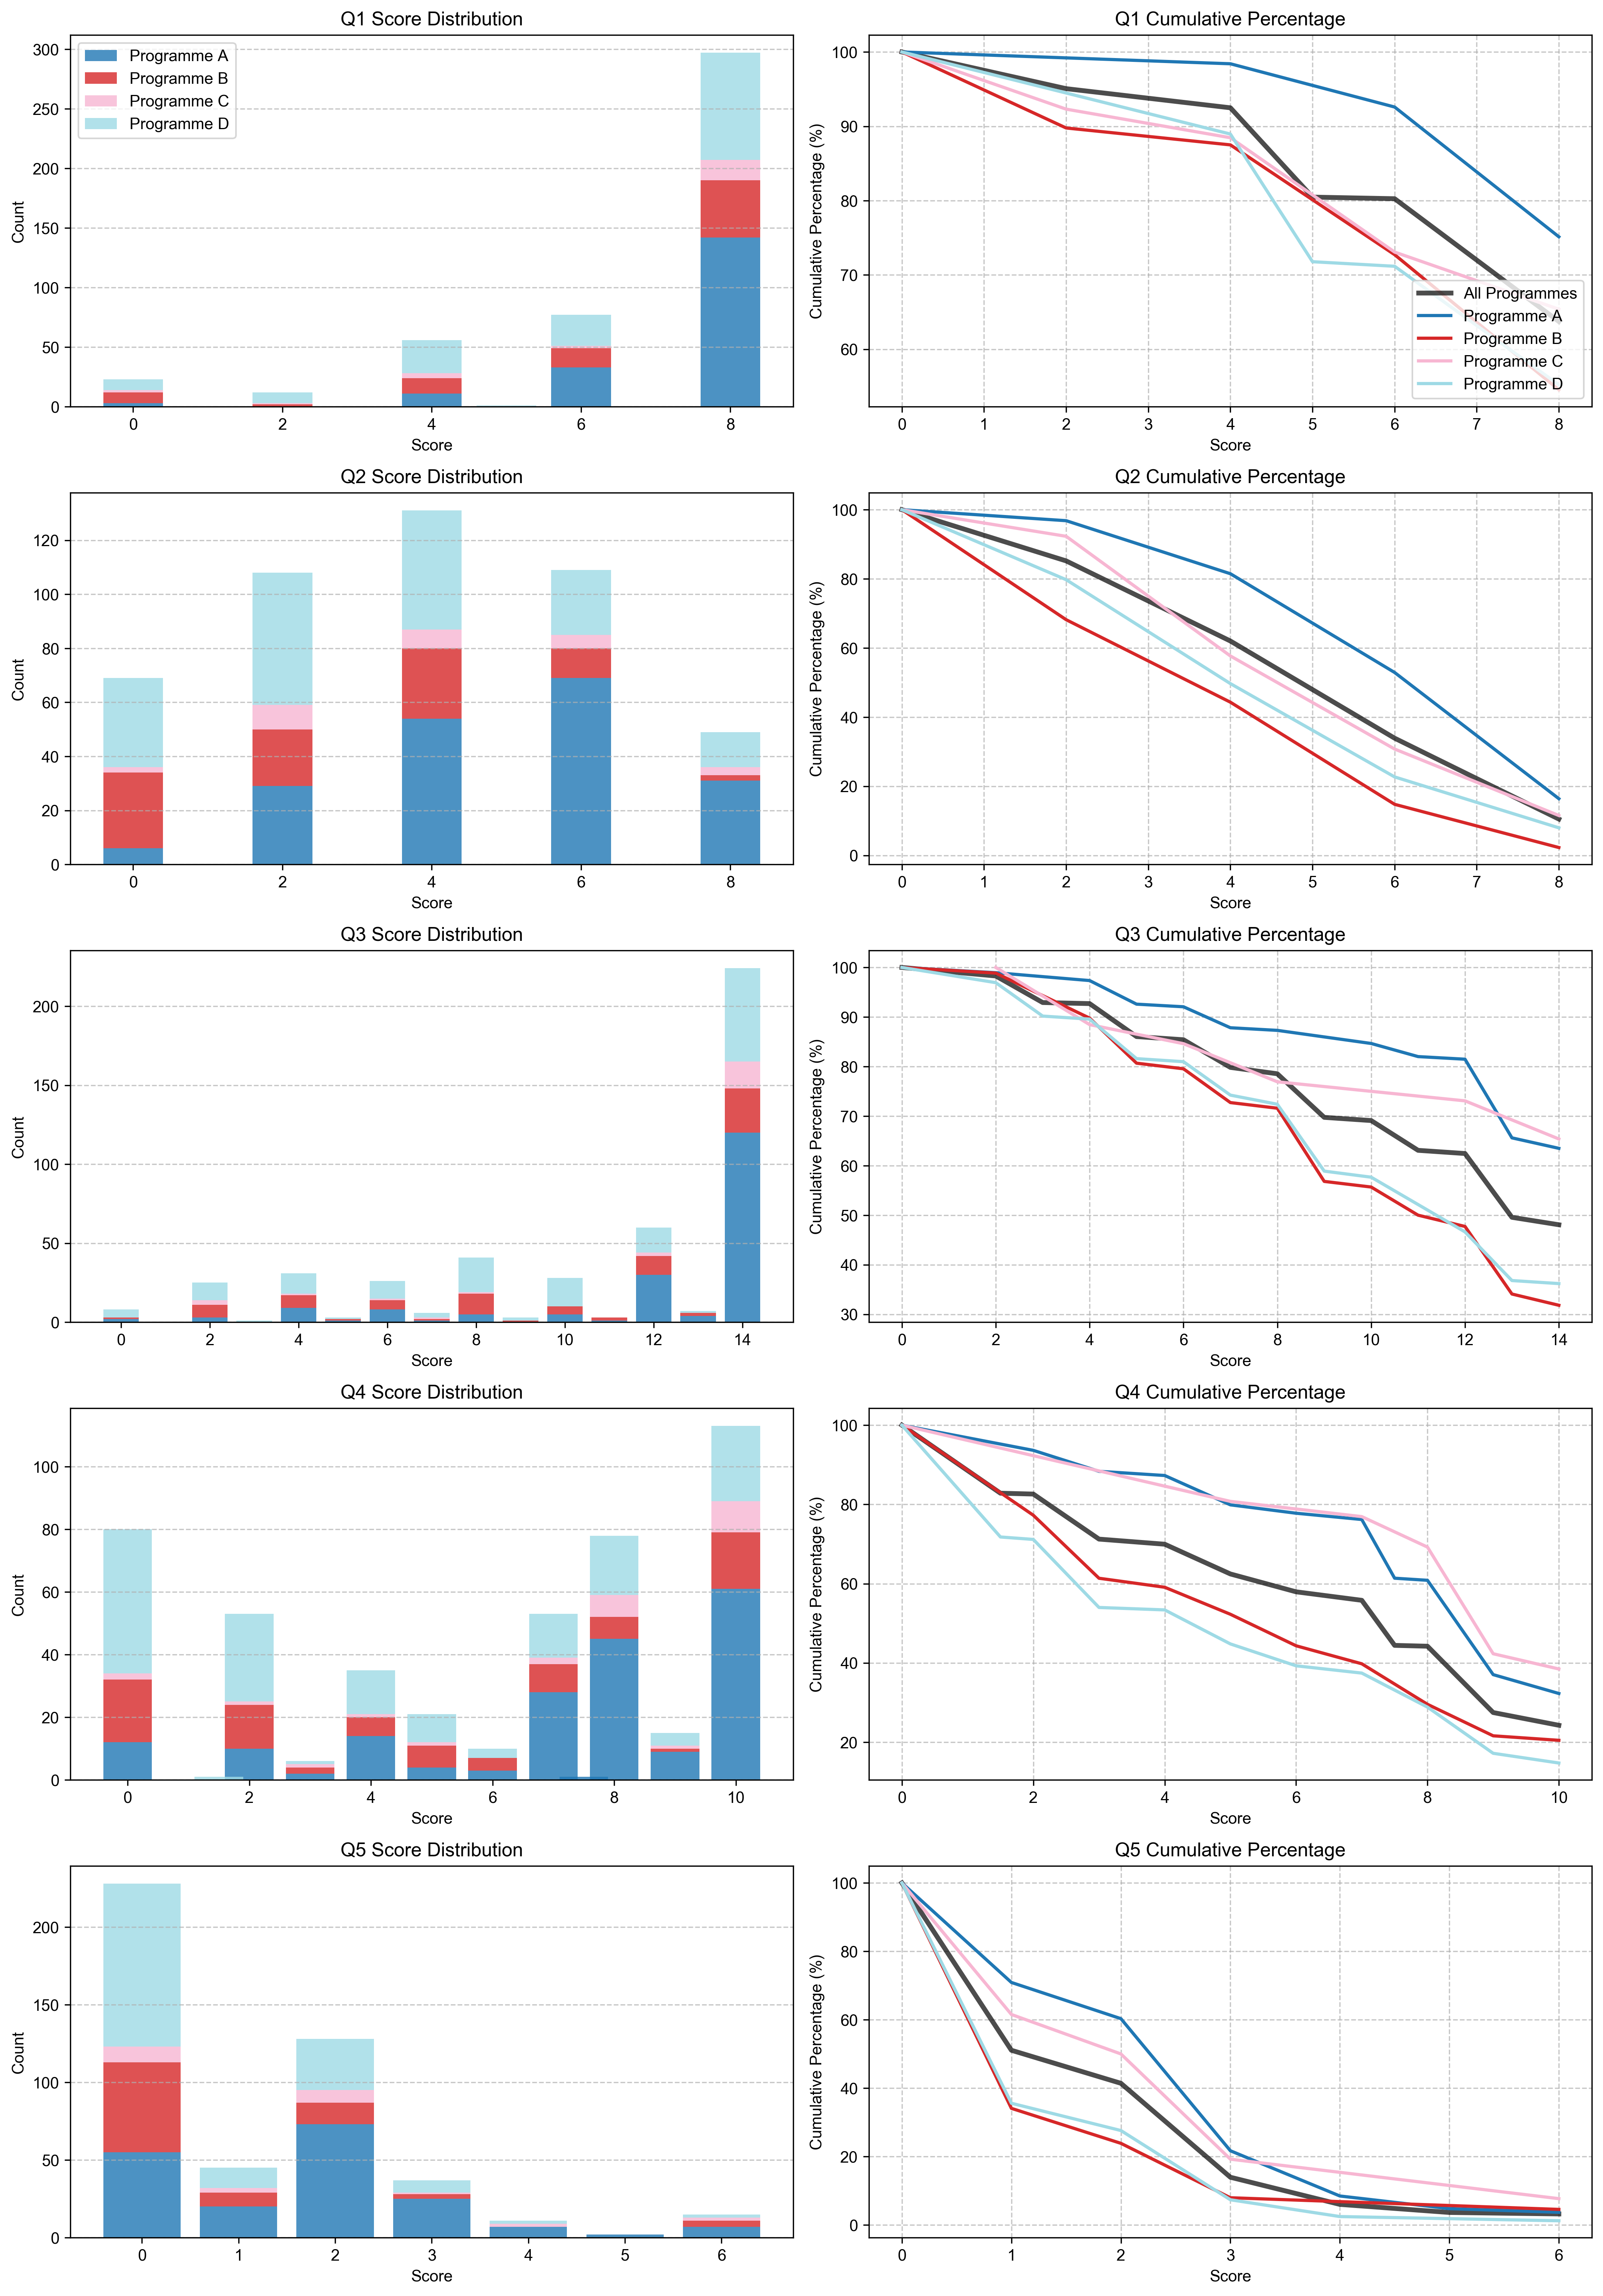 Q1 Score Distribution
Count
300
250
200
150
100
50
0
Programme A
Programme B
Programme C
Programme D
0 2 4 6 8
Score
Q1 Cumulative Percentage
Cumulative Percentage (%)
100
90
80
70
60
All Programmes
Programme A
Programme B
Programme C
Programme D
0 1 2 3 4 5 6 7 8
Score
Q2 Score Distribution
Count
120
100
80
60
40
20
0
0 2 4 6 8
Score
Q2 Cumulative Percentage
Cumulative Percentage (%)
100
80
60
40
20
0
0 1 2 3 4 5 6 7 8
Score
Q3 Score Distribution
Count
200
150
100
50
0
0 2 4 6 8 10 12 14
Score
Q3 Cumulative Percentage
Cumulative Percentage (%)
100
90
80
70
60
50
40
30
0 2 4 6 8 10 12 14
Score
Q4 Score Distribution
Count
100
80
60
40
20
0
0 2 4 6 8 10
Score
Q4 Cumulative Percentage
Cumulative Percentage (%)
100
80
60
40
20
0 2 4 6 8 10
Score
Q5 Score Distribution
Count
200
150
100
50
0
0 1 2 3 4 5 6
Score
Q5 Cumulative Percentage
Cumulative Percentage (%)
100
80
60
40
20
0
0 1 2 3 4 5 6
Score